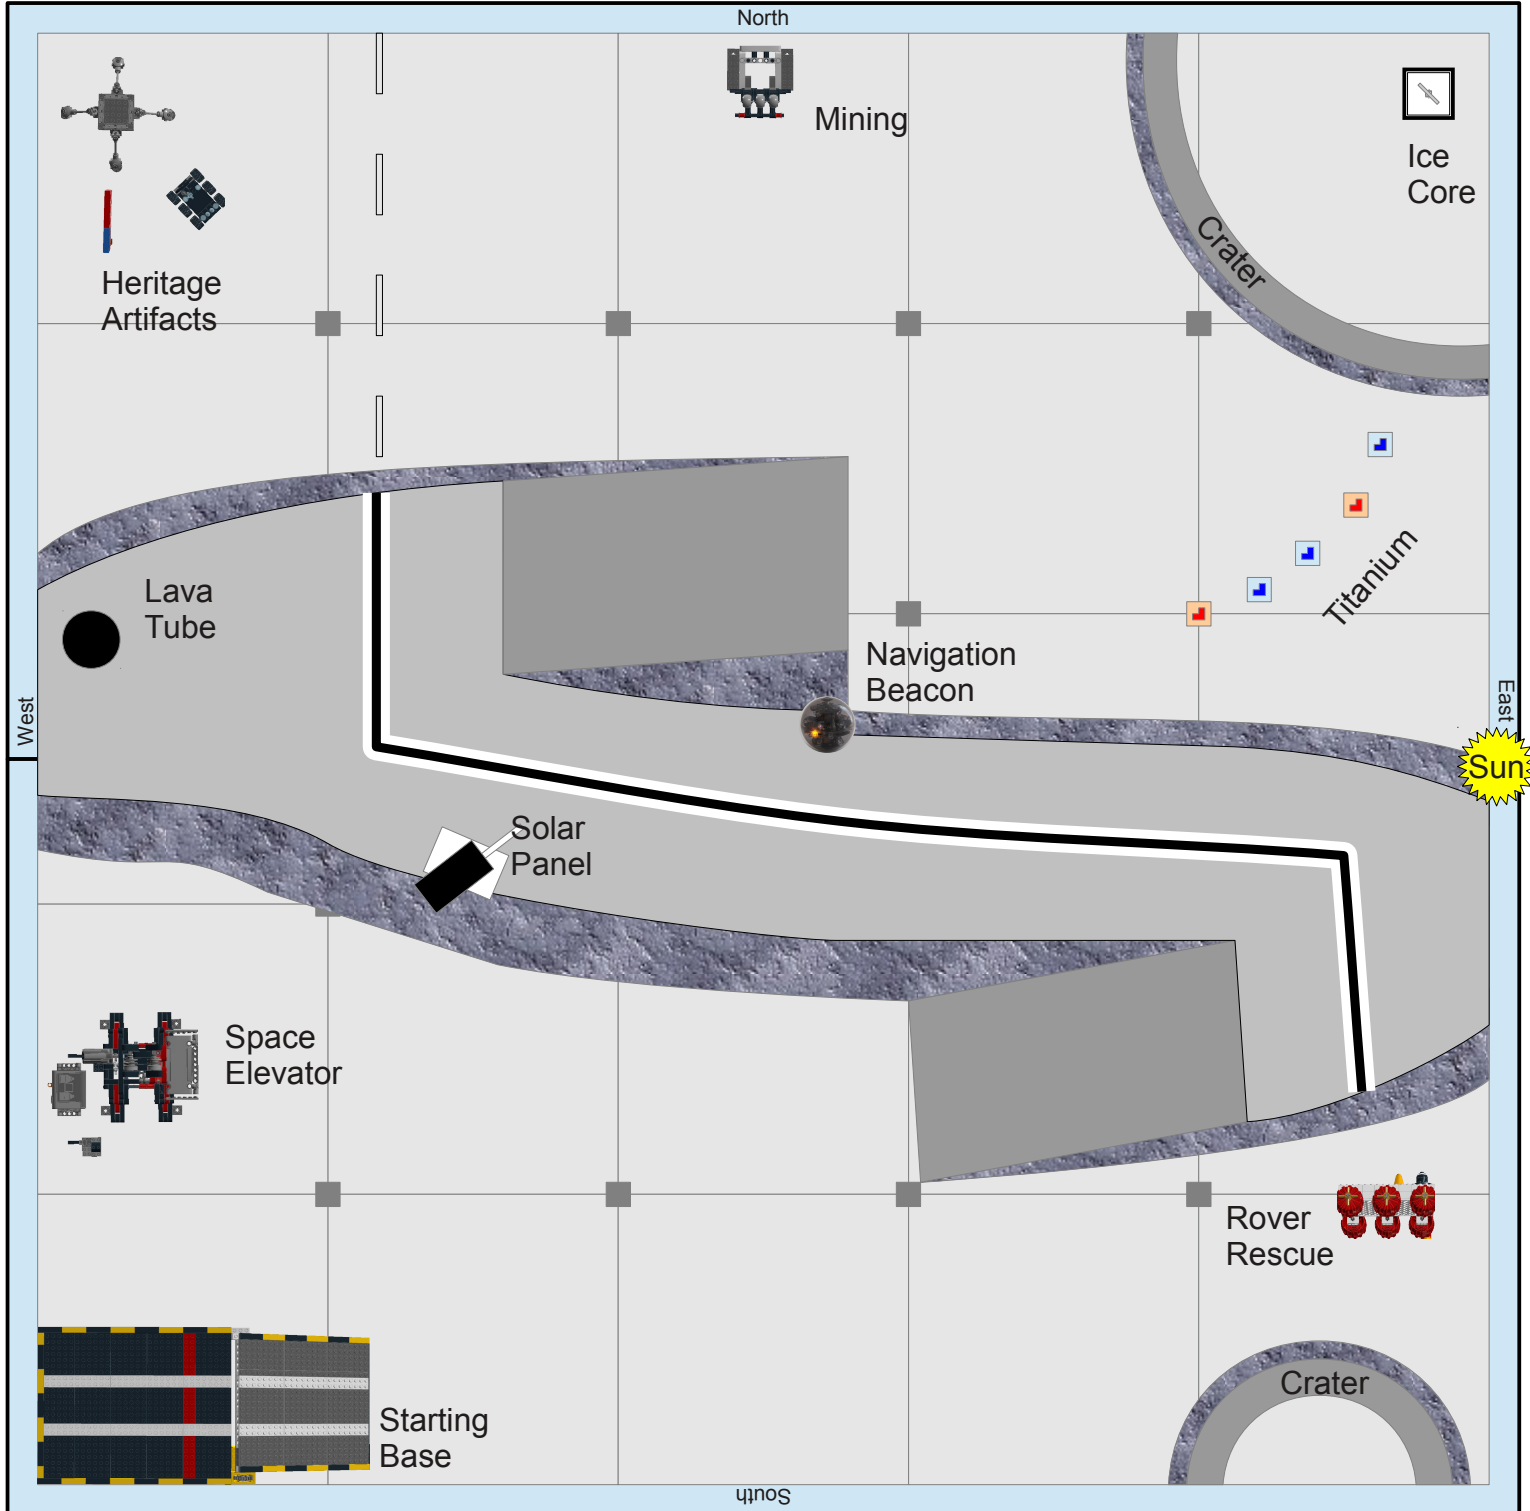 North
Mining
Ice
Core
Crater
Heritage
Artifacts
Titanium
Lava
Tube
Navigation
Beacon
West
East
Sun
Solar
Panel
Space
Elevator
Rover
Rescue
Crater
Starting
Base
South